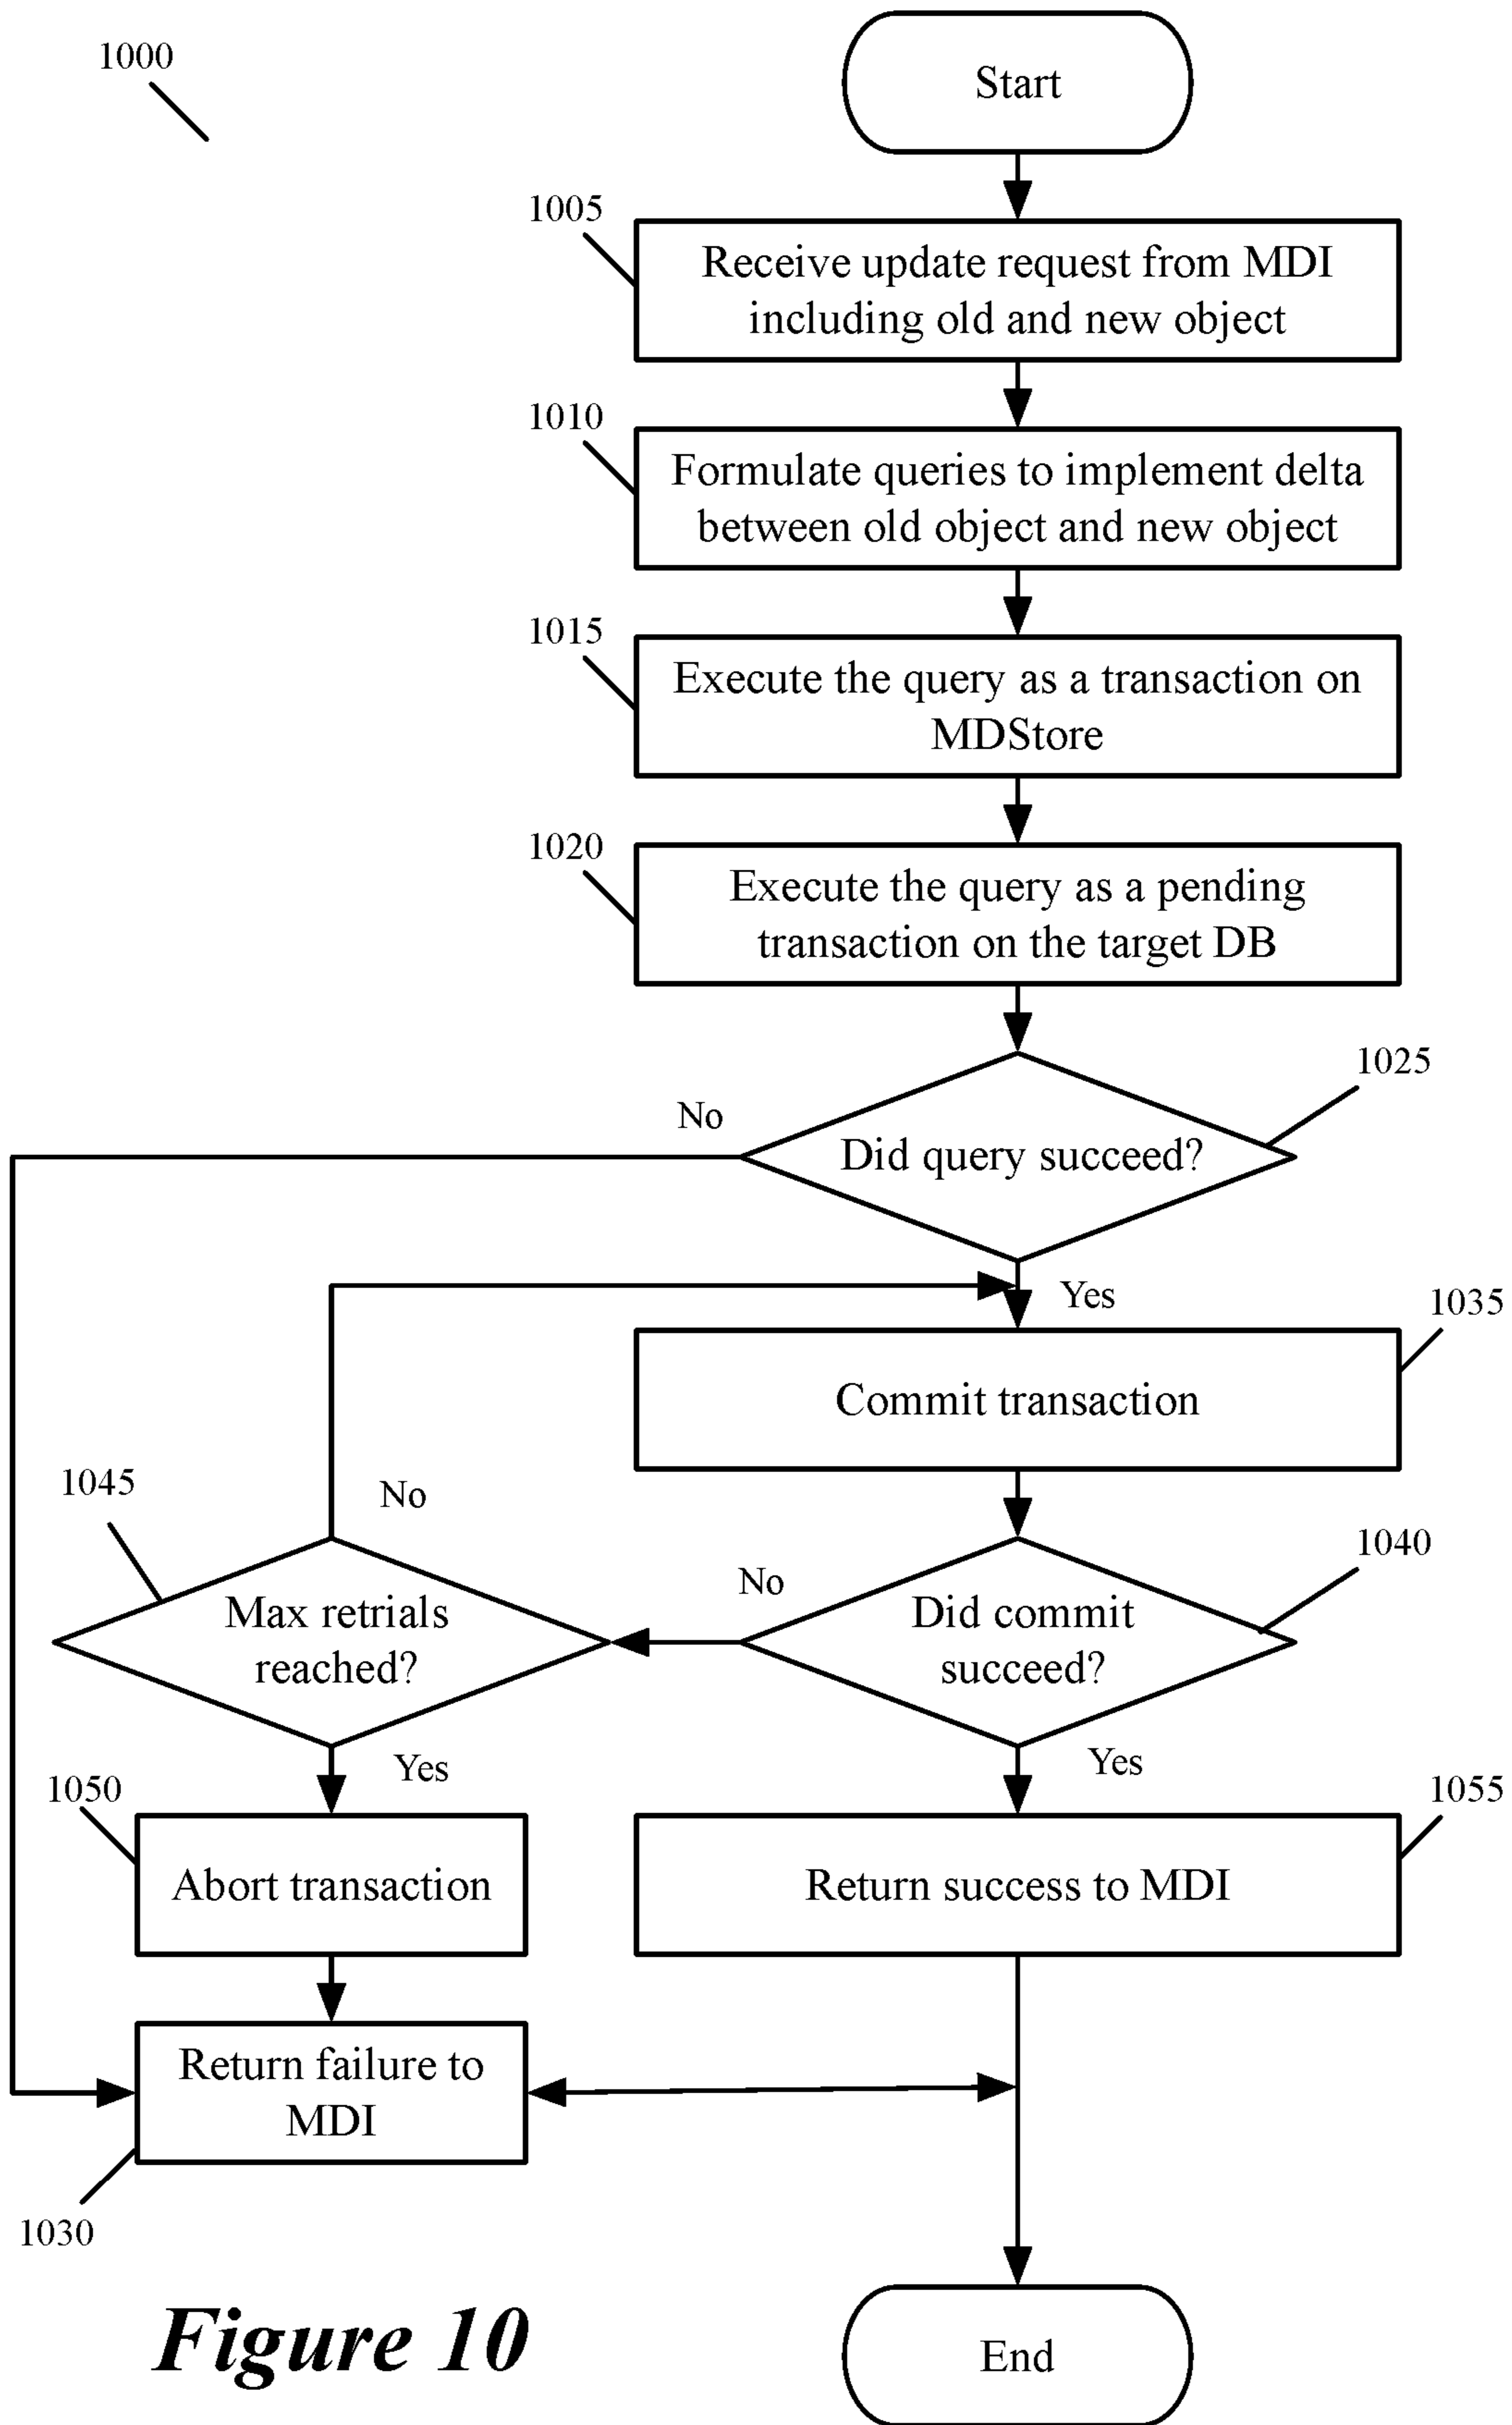 1000
Start
1005
Receive update request from MDI
including old and new object
1010
Formulate queries to implement delta
between old object and new object
1015
Execute the query as a transaction on
MDStore
1020
Execute the query as a pending
transaction on the target DB
1025
No
Did query succeed?
Yes
1035
Commit transaction
1045
No
1040
No
Max retrials
reached?
Did commit
succeed?
Yes
Yes
1050
1055
Abort transaction
Return success to MDI
Return failure to
MDI
1030
Figure 10
End